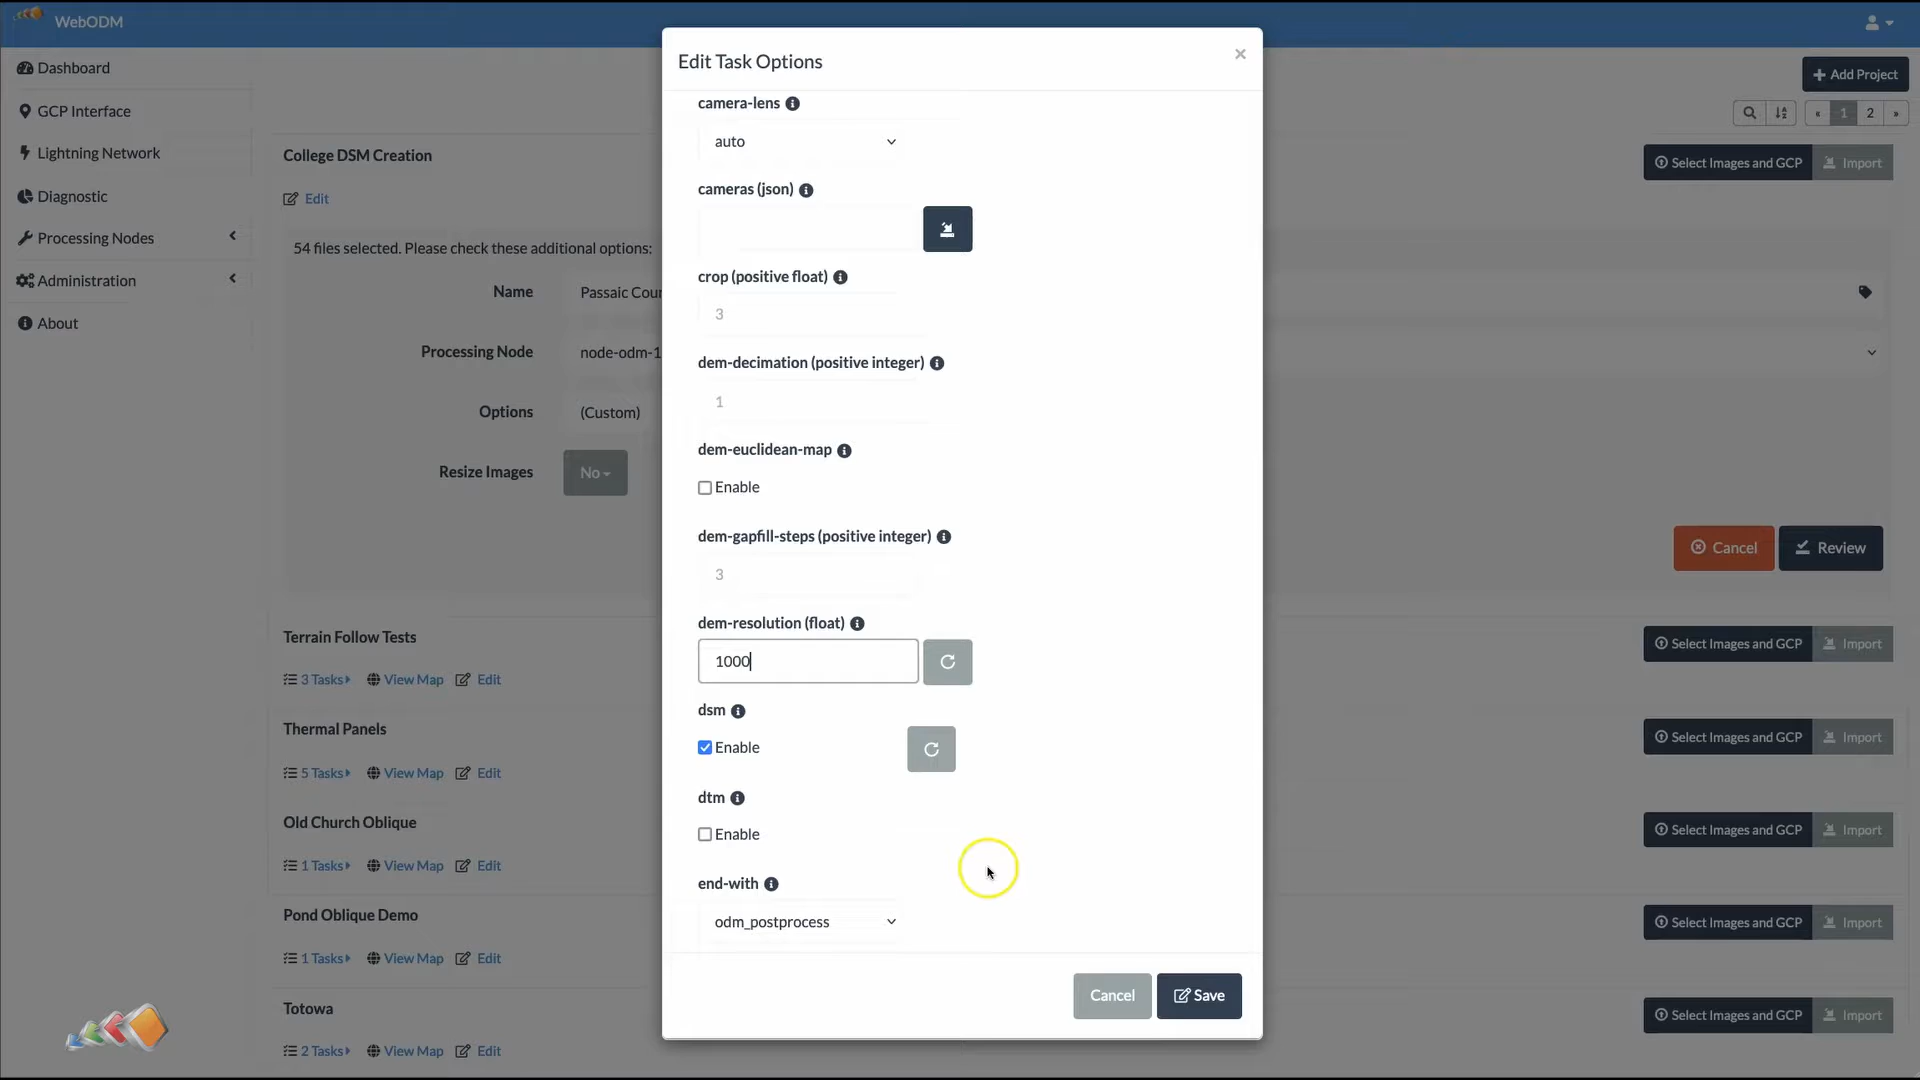 WebODM
Dashboard
GCP Interface
Lightning Network
Diagnostic
Processing Nodes
Administration
About
Add Project
« 1 2 »
College DSM Creation
Select Images and GCP Import
Edit
54 files selected. Please check these additional options:
Name Passaic Cour
Processing Node node-odm-1
Options (Custom)
Resize Images No
Cancel Review
Terrain Follow Tests
Select Images and GCP Import
3 Tasks View Map Edit
Thermal Panels
Select Images and GCP Import
5 Tasks View Map Edit
Old Church Oblique
Select Images and GCP Import
1 Tasks View Map Edit
Pond Oblique Demo
Select Images and GCP Import
1 Tasks View Map Edit
Totowa
Select Images and GCP Import
2 Tasks View Map Edit
Edit Task Options ×
camera-lens
auto
cameras (json)
crop (positive float)
3
dem-decimation (positive integer)
1
dem-euclidean-map
Enable
dem-gapfill-steps (positive integer)
3
dem-resolution (float)
1000
dsm
Enable
dtm
Enable
end-with
odm_postprocess
Cancel Save